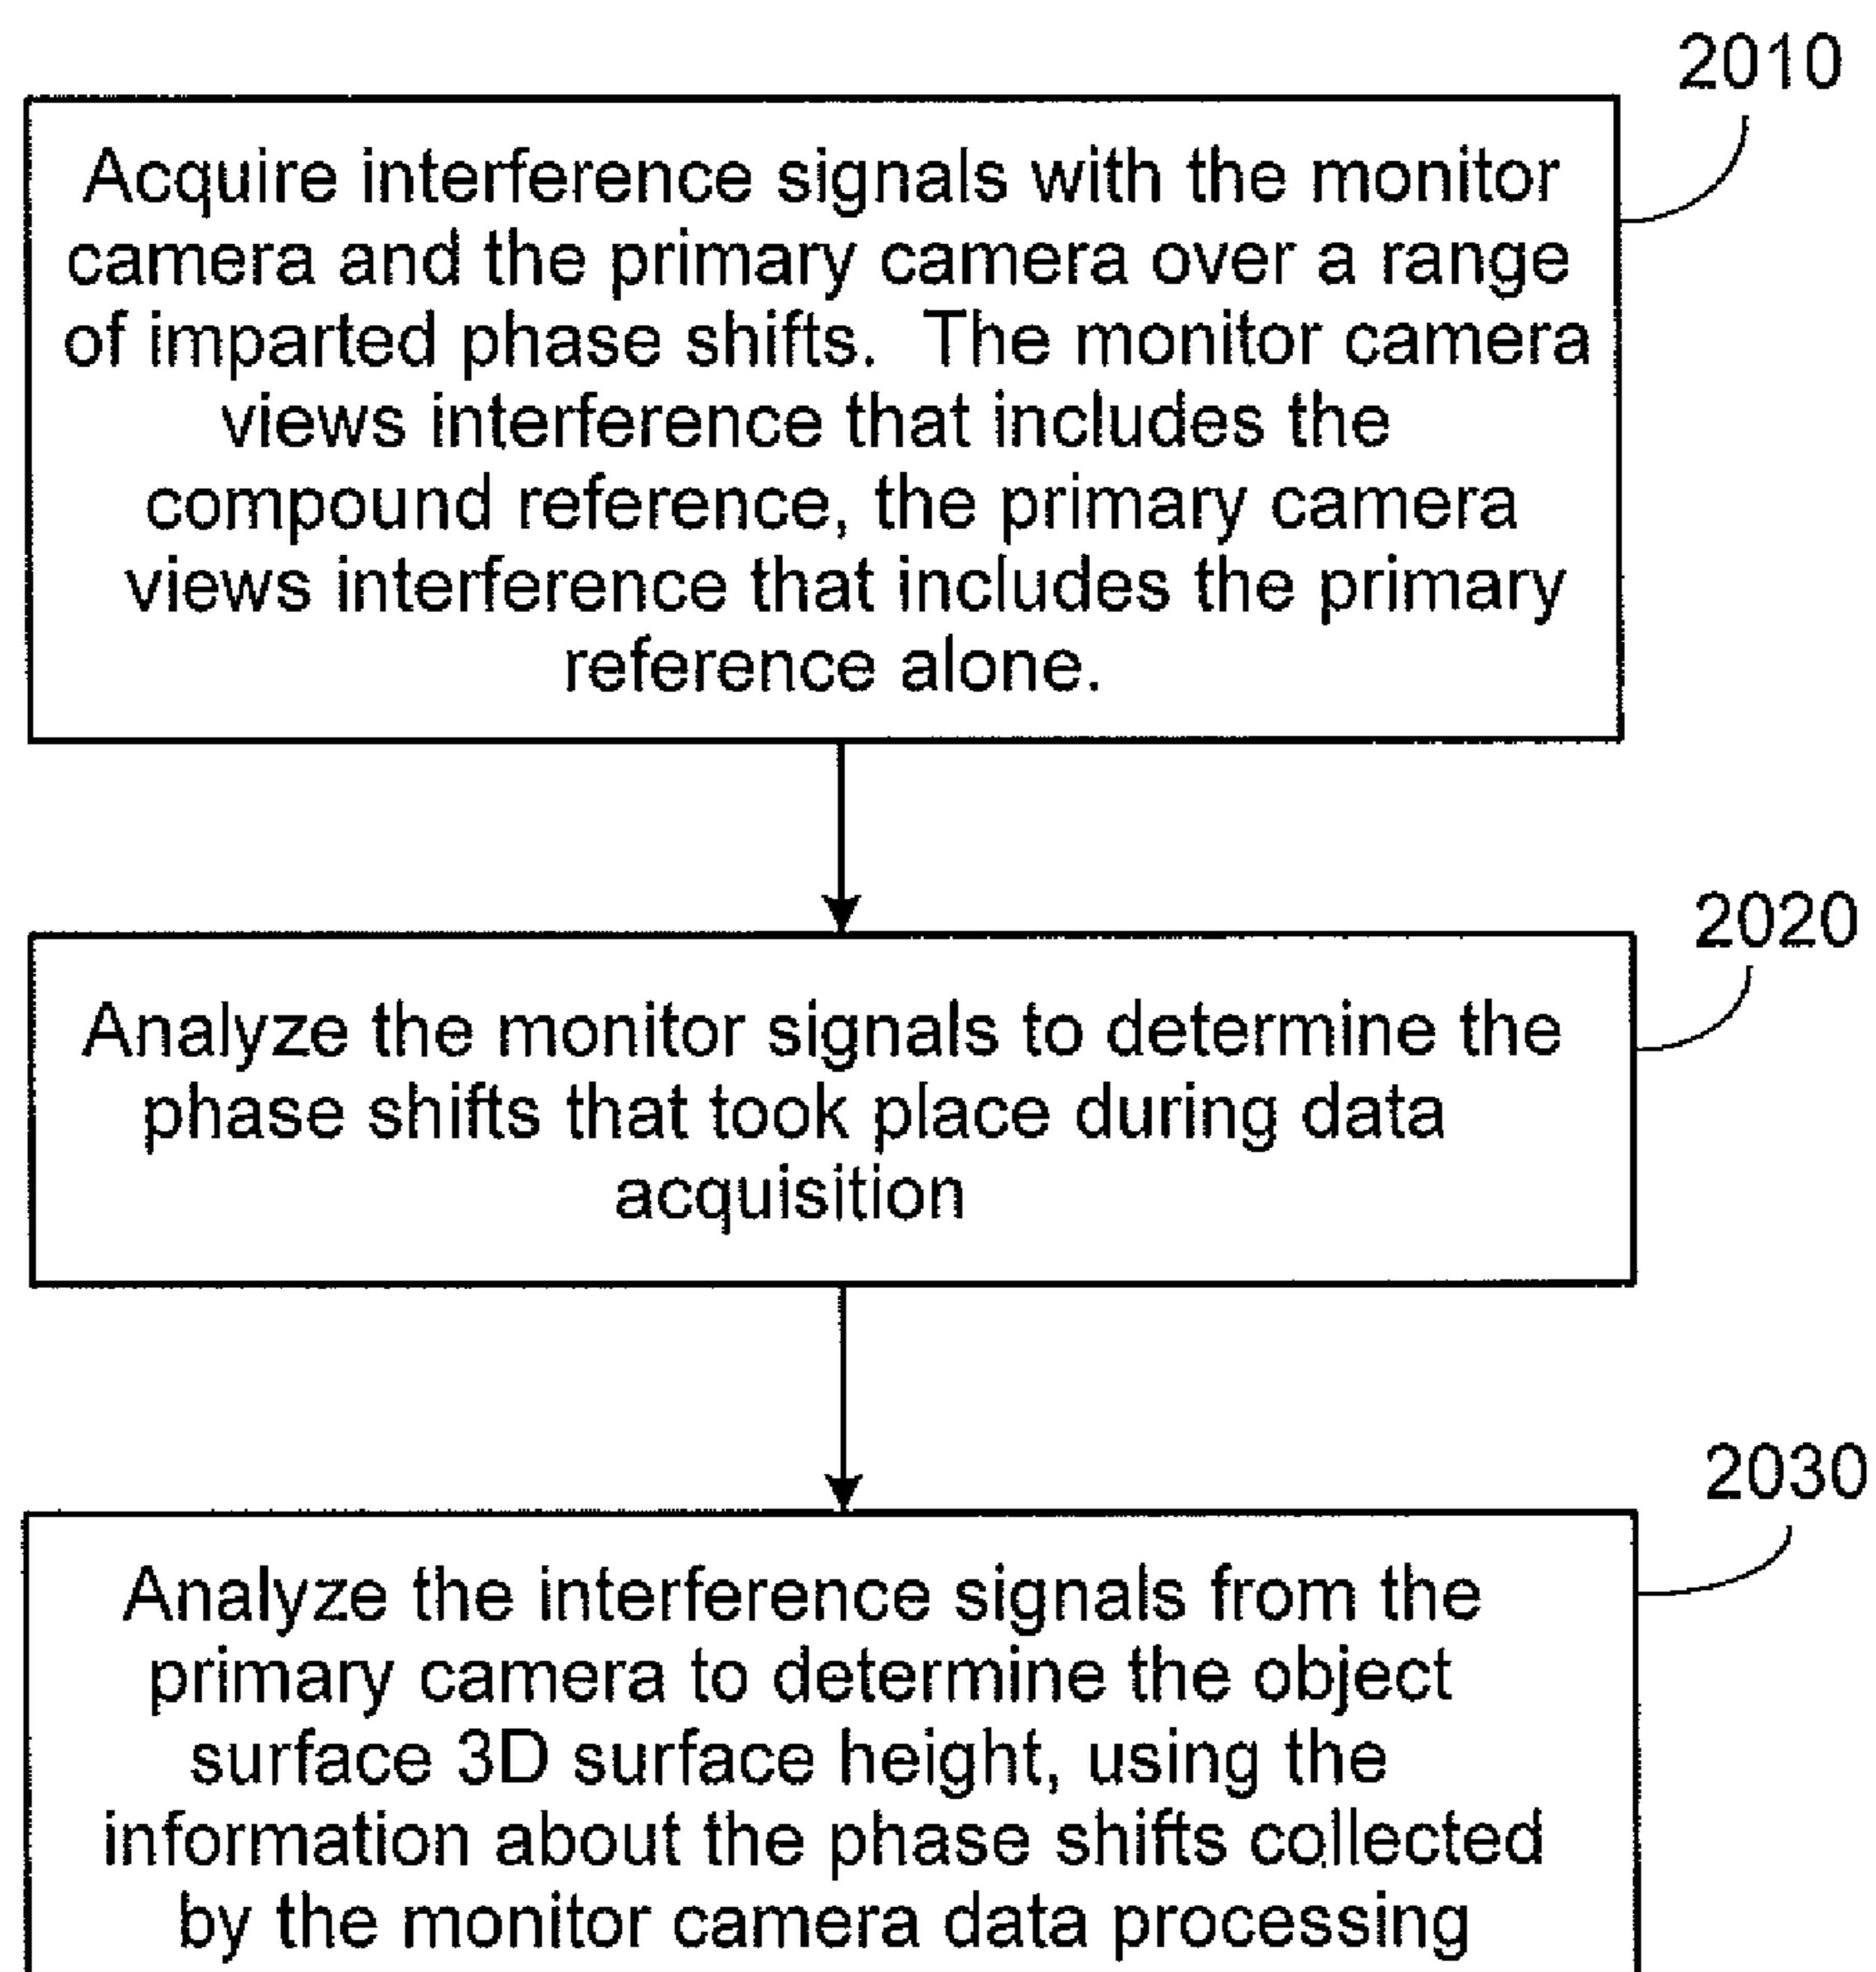 2010
Acquire interference signals with the monitor
camera and the primary camera over a range
of imparted phase shifts.  The monitor camera
views interference that includes the
compound reference, the primary camera
views interference that includes the primary
reference alone.
2020
Analyze the monitor signals to determine the
phase shifts that took place during data
acquisition
2030
Analyze the interference signals from the
primary camera to determine the object
surface 3D surface height, using the
information about the phase shifts collected
by the monitor camera data processing